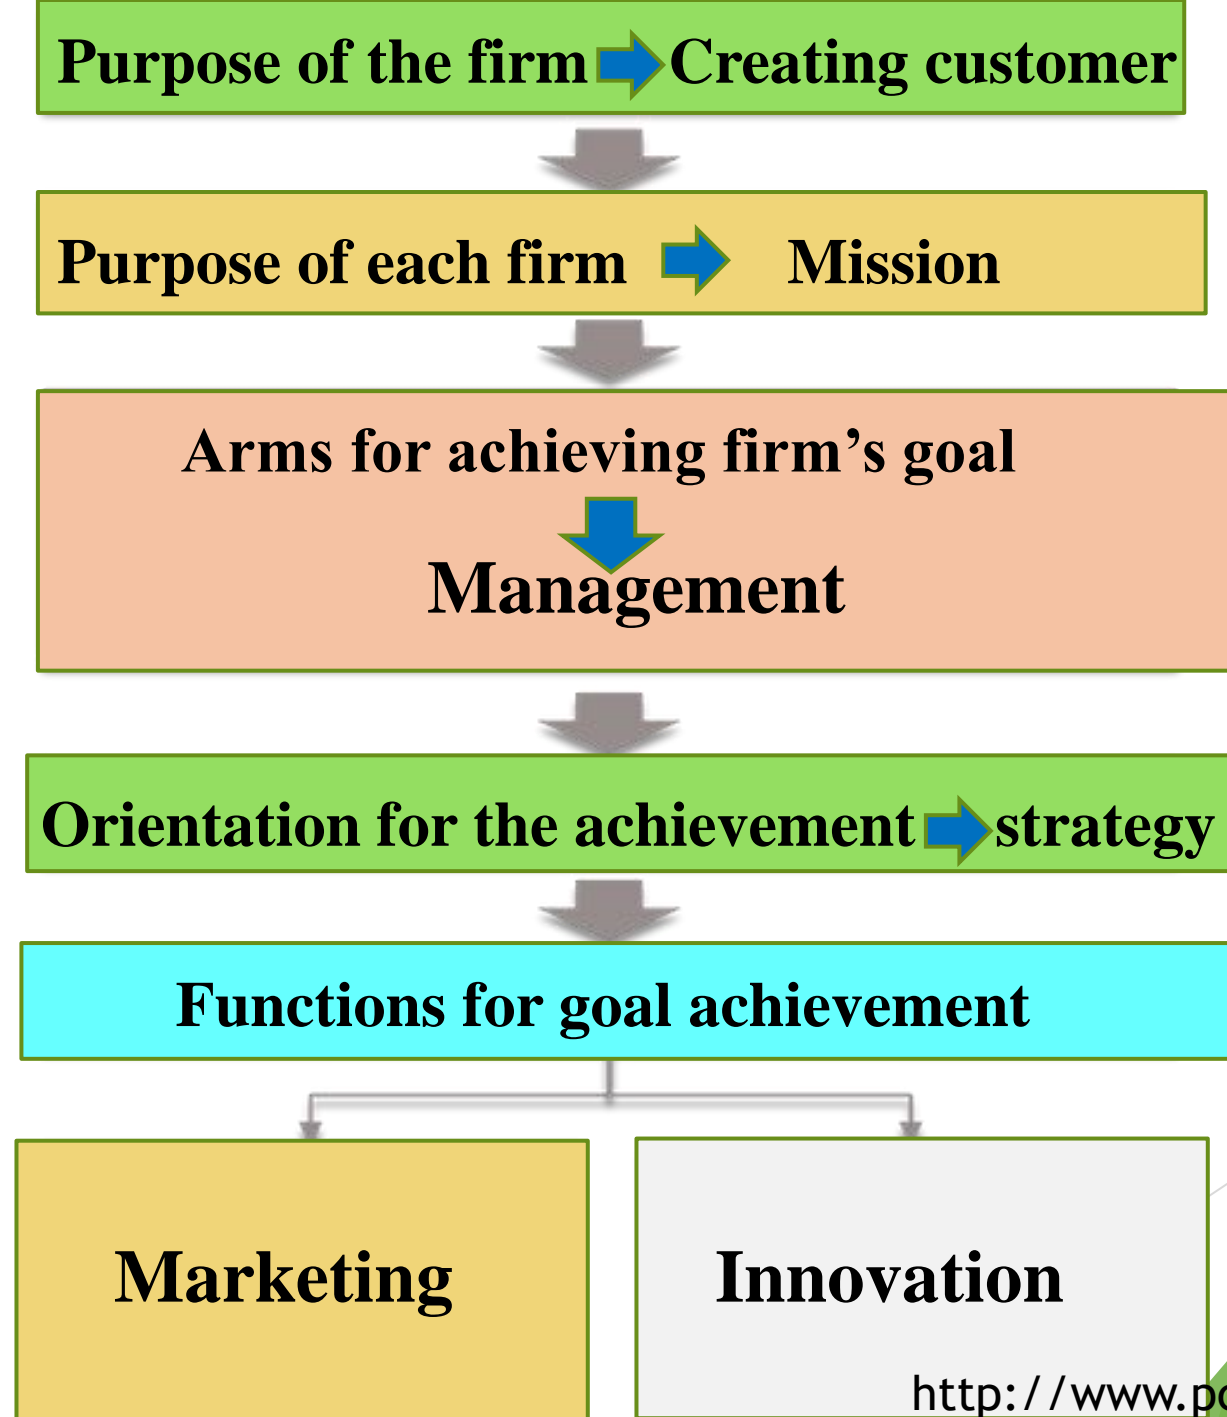 Purpose of the firm Creating customer
Purpose of each firm Mission
Arms for achieving firm’s goal
Management
Orientation for the achievement strategy
Functions for goal achievement
Marketing Innovation
http://www.po